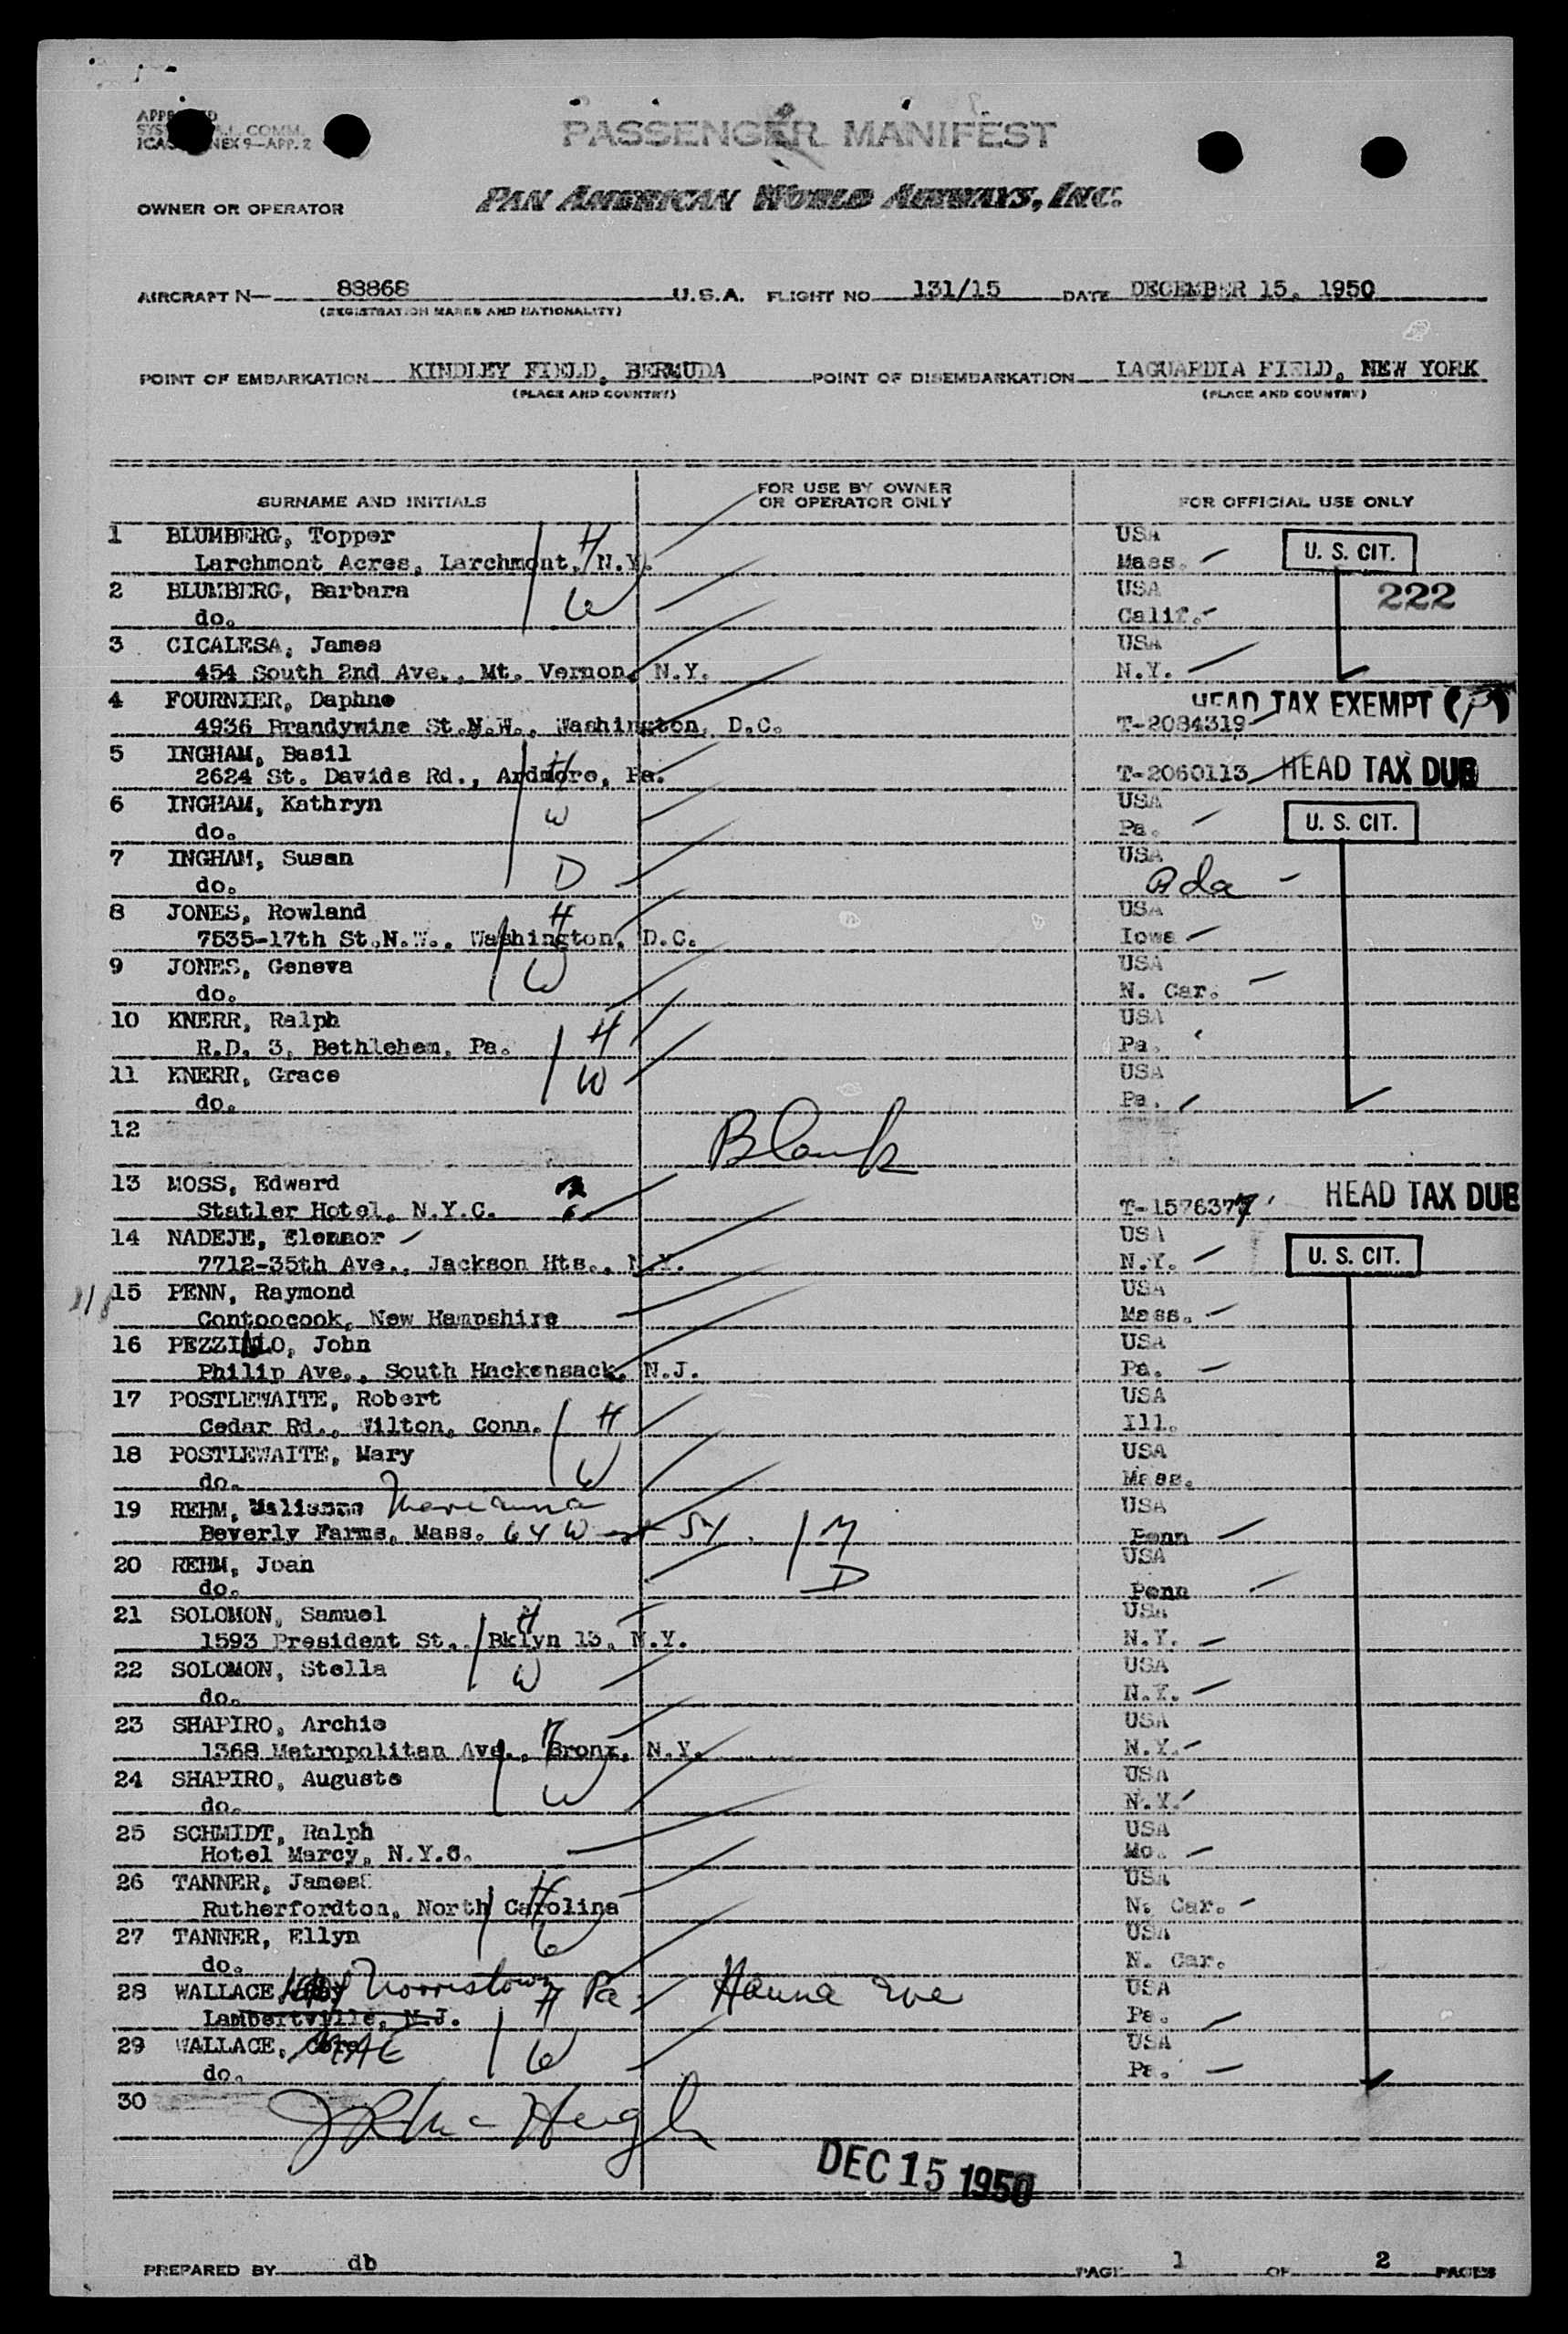 PASSENGER MANIFEST
OWNER OR OPERATOR PAN AMERICAN WORLD AIRWAYS, INC.
AIRCRAFT N— 88868 U.S.A. FLIGHT NO 131/15 DATE DECEMBER 15, 1950
(REGISTRATION MARKS AND NATIONALITY)
POINT OF EMBARKATION KINDLEY FIELD, BERMUDA POINT OF DISEMBARKATION LAGUARDIA FIELD, NEW YORK
(PLACE AND COUNTRY) (PLACE AND COUNTRY)
SURNAME AND INITIALS FOR USE BY OWNER OR OPERATOR ONLY FOR OFFICIAL USE ONLY
1 BLUMBERG, Topper H USA
Larchmont Acres, Larchmont, N.Y. Mass. U. S. CIT.
2 BLUMBERG, Barbara W USA 222
do. Calif.
3 CICALESA, James USA
454 South 2nd Ave., Mt. Vernon, N.Y. N.Y.
4 FOURNIER, Daphne HEAD TAX EXEMPT (P)
4936 Brandywine St.N.W., Washington, D.C. T-2084319
5 INGHAM, Basil H
2624 St. Davids Rd., Ardmore, Pa. T-2060113 HEAD TAX DUE
6 INGHAM, Kathryn W USA
do. Pa. U. S. CIT.
7 INGHAM, Susan D USA
do.
8 JONES, Rowland H USA
7535-17th St.N.W., Washington, D.C. Iowa
9 JONES, Geneva W USA
do. N. Car.
10 KNERR, Ralph H USA
R.D. 3, Bethlehem, Pa. Pa.
11 KNERR, Grace W USA
do. Pa.
12 Blank
13 MOSS, Edward
Statler Hotel, N.Y.C. T-1576377 HEAD TAX DUE
14 NADEJE, Eleanor USA
7712-35th Ave., Jackson Hts., N.Y. N.Y. U. S. CIT.
15 PENN, Raymond USA
Contoocook, New Hampshire Mass.
16 PEZZILLO, John USA
Philip Ave., South Hackensack, N.J. Pa.
17 POSTLEWAITE, Robert H USA
Cedar Rd., Wilton, Conn. Ill.
18 POSTLEWAITE, Mary W USA
do. Mass.
19 REHM, Marianna USA
Beverly Farms, Mass. 64 West St. M Penn
20 REHM, Joan D USA
do. Penn
21 SOLOMON, Samuel H USA
1593 President St., Bklyn 13, N.Y. N.Y.
22 SOLOMON, Stella W USA
do. N.Y.
23 SHAPIRO, Archie H USA
1368 Metropolitan Ave., Bronx, N.Y. N.Y.
24 SHAPIRO, Auguste W USA
do. N.Y.
25 SCHMIDT, Ralph USA
Hotel Marcy, N.Y.C. Mo.
26 TANNER, James H USA
Rutherfordton, North Carolina N. Car.
27 TANNER, Ellyn W USA
do. N. Car.
28 WALLACE, Norristown Pa H USA
Lambertville, N.J. Pa.
29 WALLACE, W USA
do. Pa.
30
DEC 15 1950
PREPARED BY db PAGE 1 OF 2 PAGES